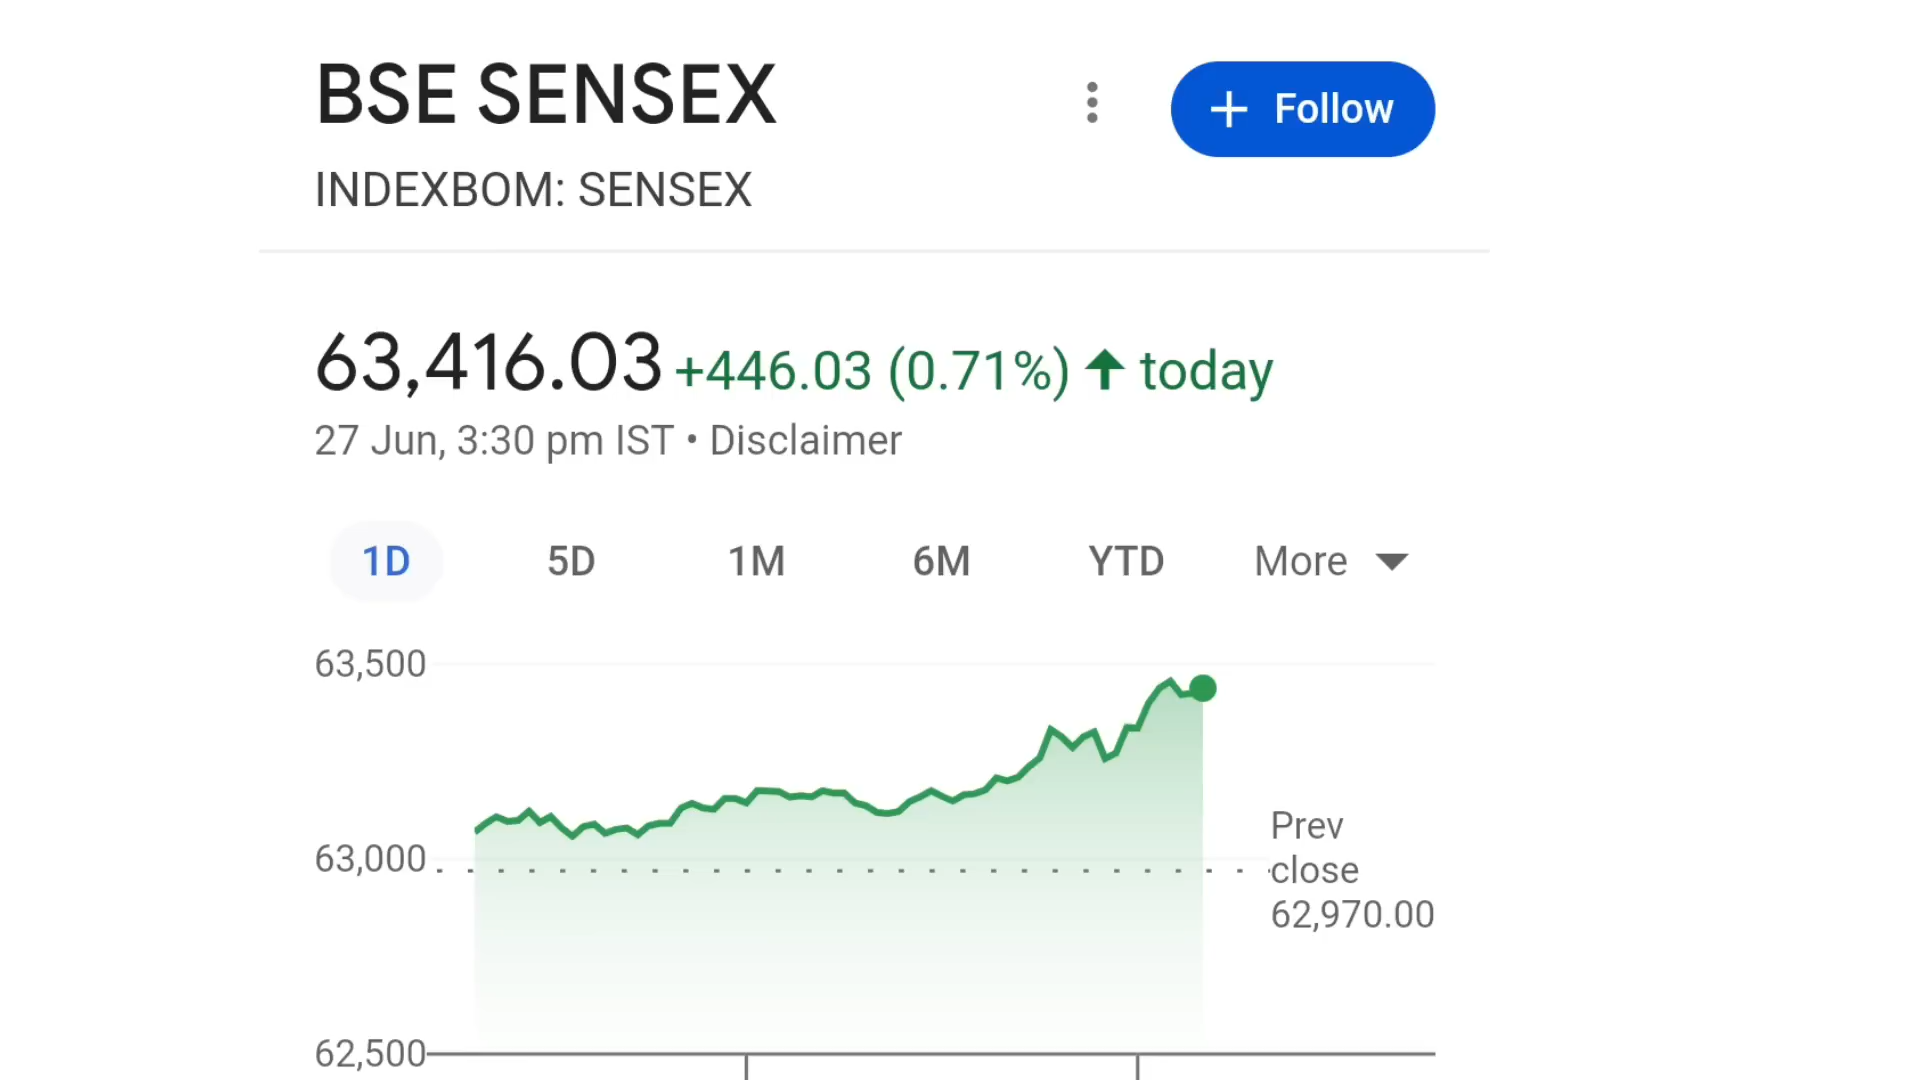 BSE SENSEX
+ Follow
INDEXBOM: SENSEX
63,416.03 +446.03 (0.71%) ↑ today
27 Jun, 3:30 pm IST • Disclaimer
1D 5D 1M 6M YTD More
63,500
63,000
Prev
close
62,970.00
62,500